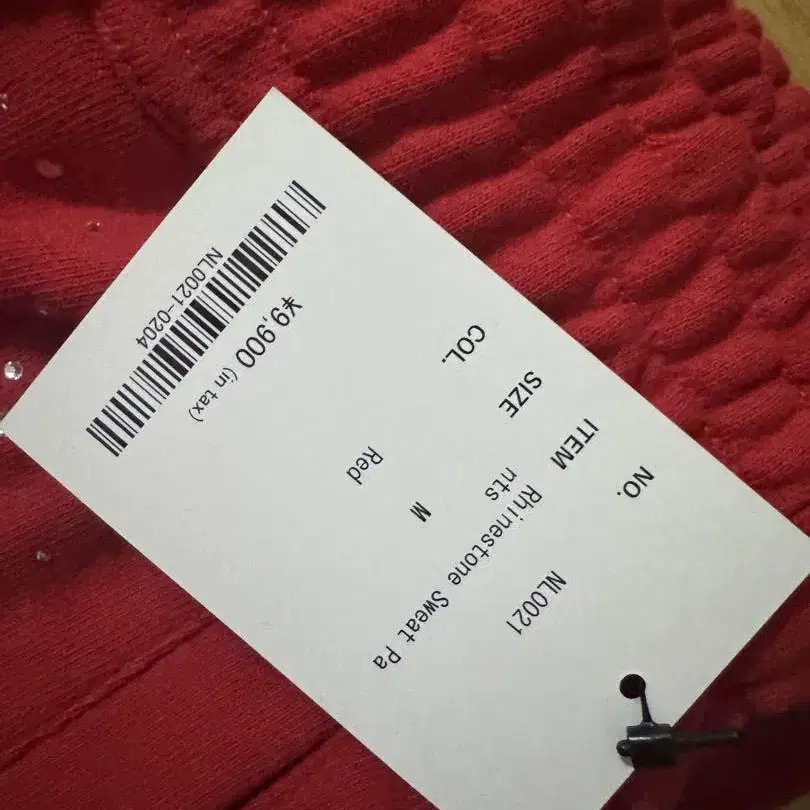 NO. NL0021
ITEM Rhinestone Sweat Pa
nts
SIZE M
COL. Red
¥9,900 (in tax)
NL0021-0204